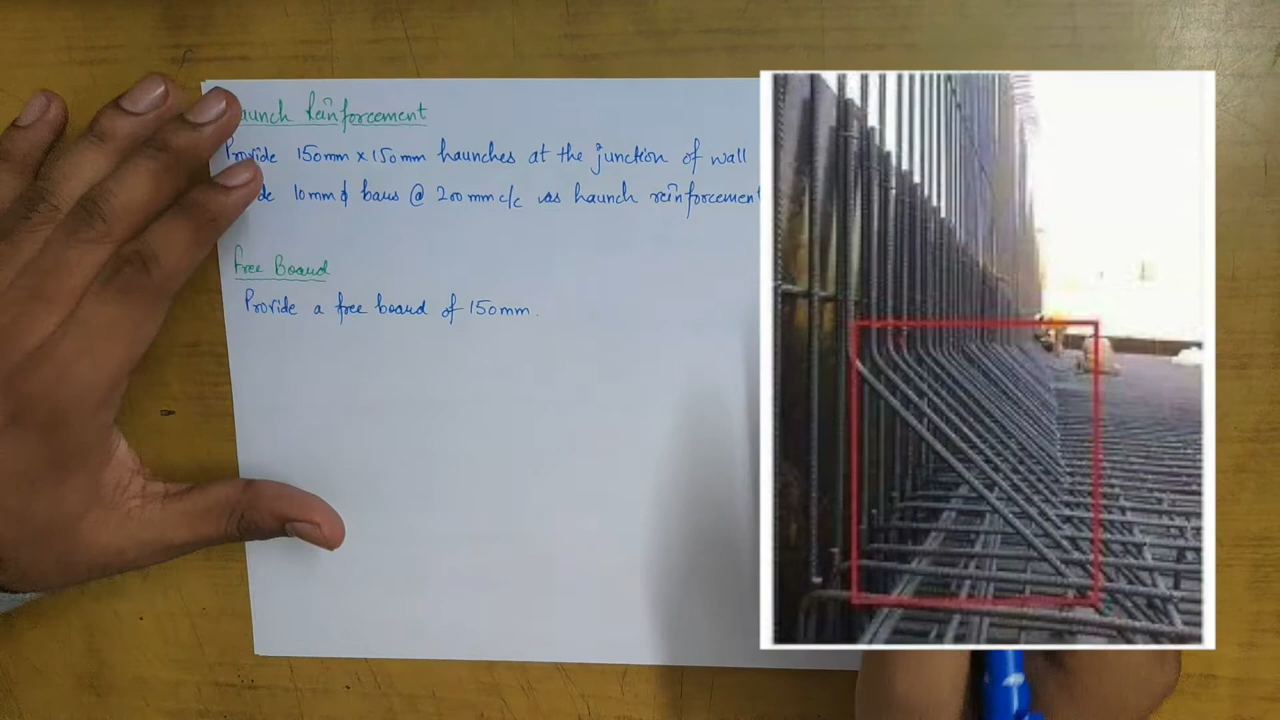 aunch Reinforcement
Provide 150mm x 150mm haunches at the junction of wall
de 10mmϕ bars @ 200mm c/c as haunch reinforcement
Free Board
Provide a free board of 150mm.